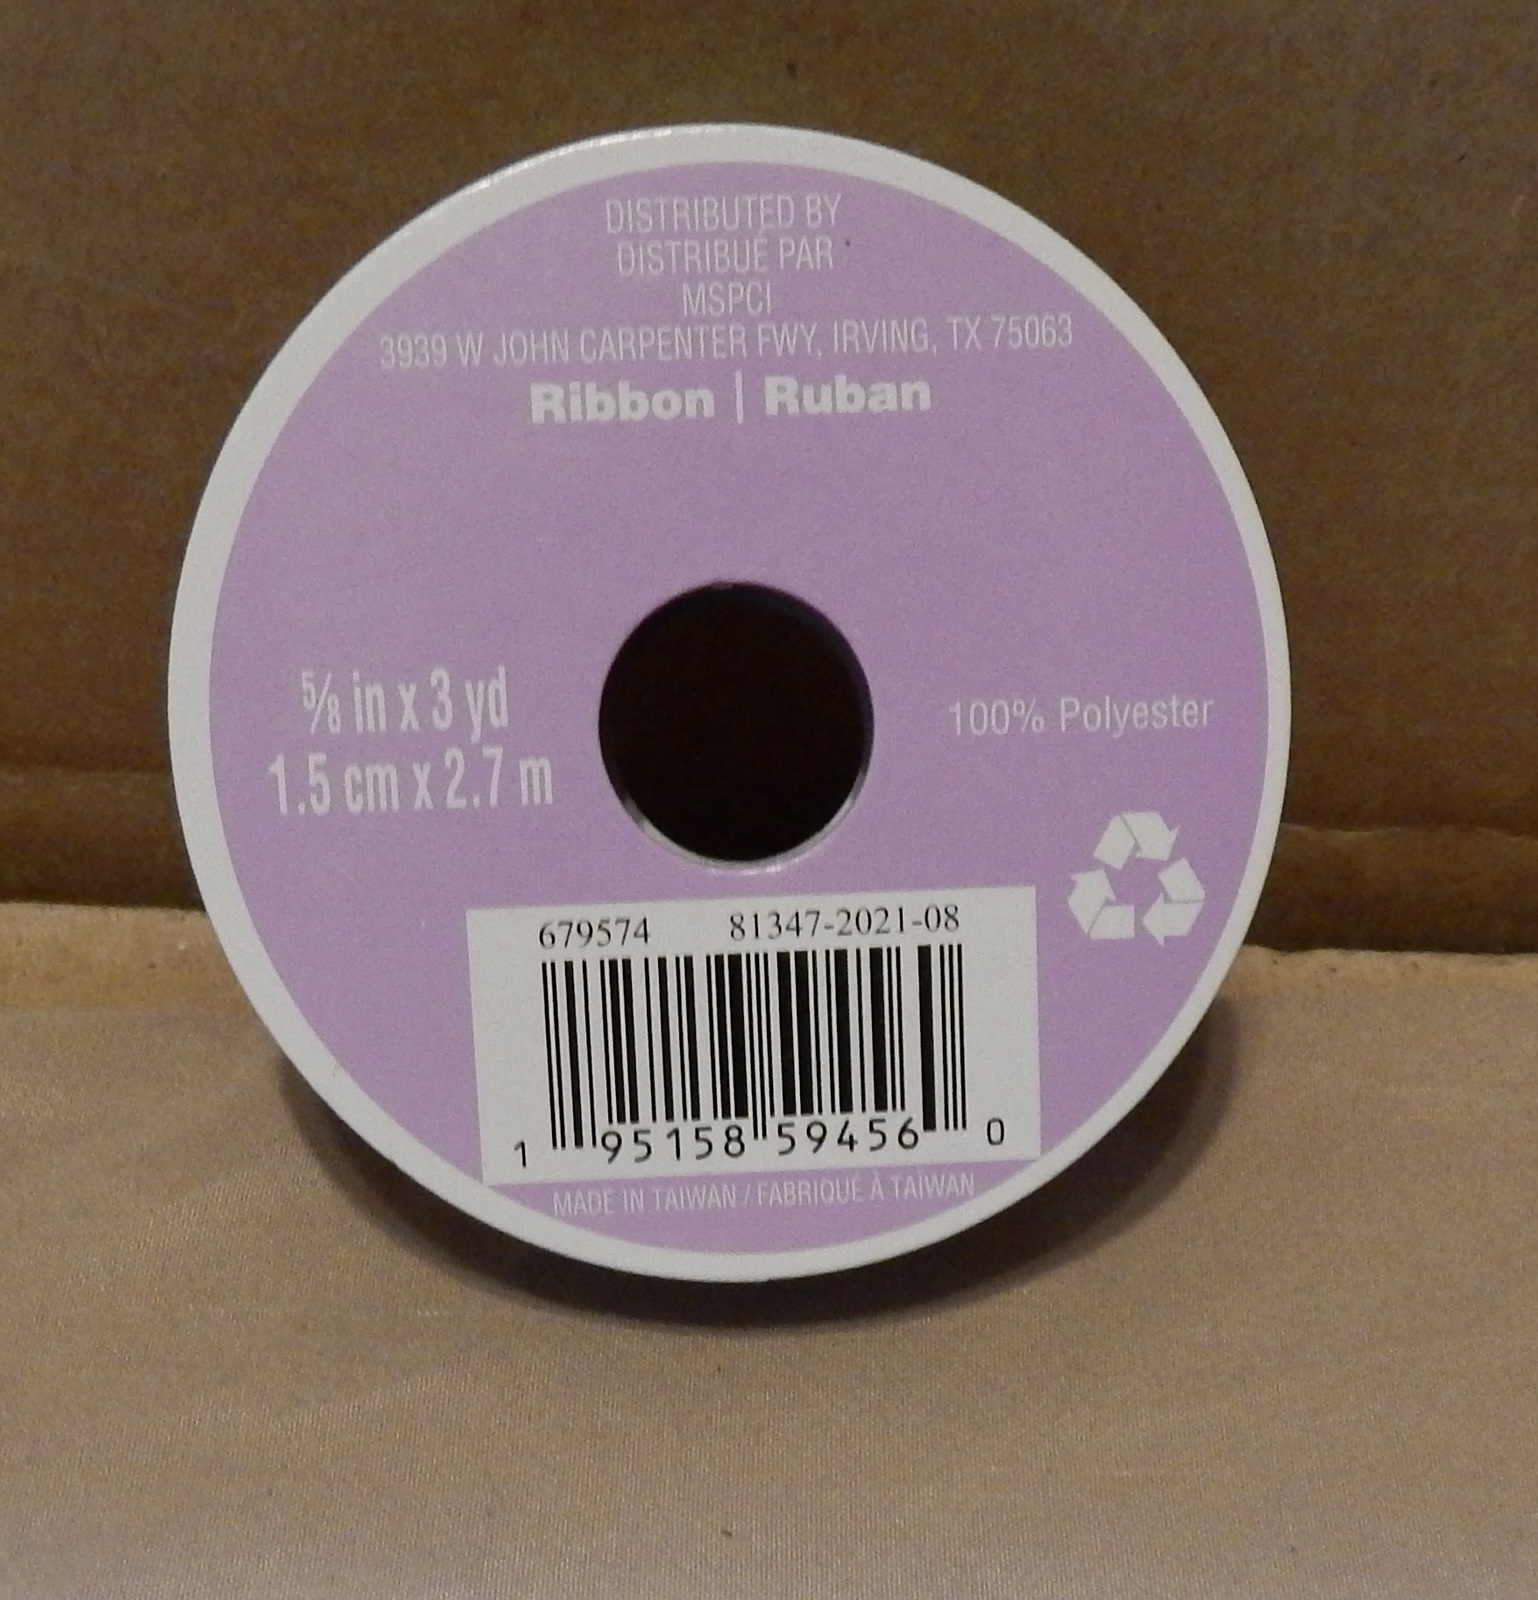 DISTRIBUTED BY
DISTRIBUÉ PAR
MSPCI
3939 W JOHN CARPENTER FWY, IRVING, TX 75063
Ribbon | Ruban
⅝ in x 3 yd
1.5 cm x 2.7 m
100% Polyester
679574 81347-2021-08
1 95158 59456 0
MADE IN TAIWAN / FABRIQUÉ À TAÏWAN